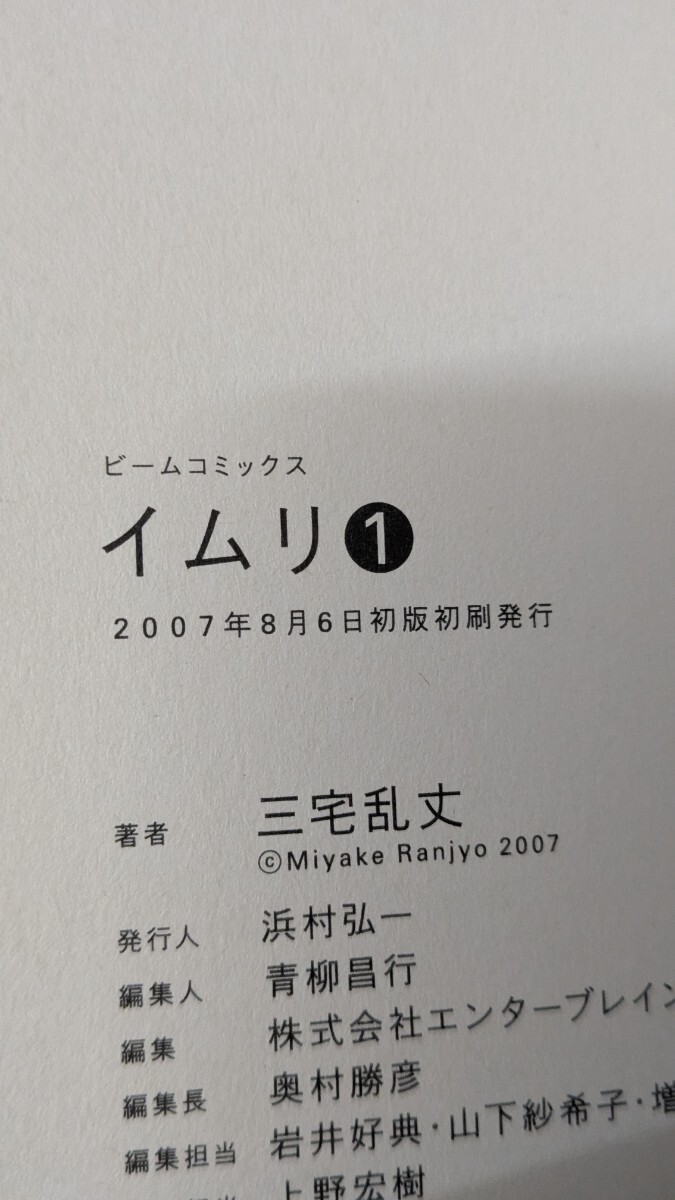 ビームコミックス
イムリ❶
2007年8月6日初版初刷発行
著者 三宅乱丈
©Miyake Ranjyo 2007
発行人 浜村弘一
編集人 青柳昌行
編集 株式会社エンターブレイン
編集長 奥村勝彦
編集担当 岩井好典・山下紗希子・増
上野宏樹